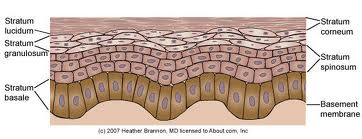 Stratum
lucidum
Stratum
granulosum
Stratum
basale
Stratum
corneum
Stratum
spinosum
Basement
membrane
(c) 2007 Heather Brannon, MD licensed to About.com, Inc